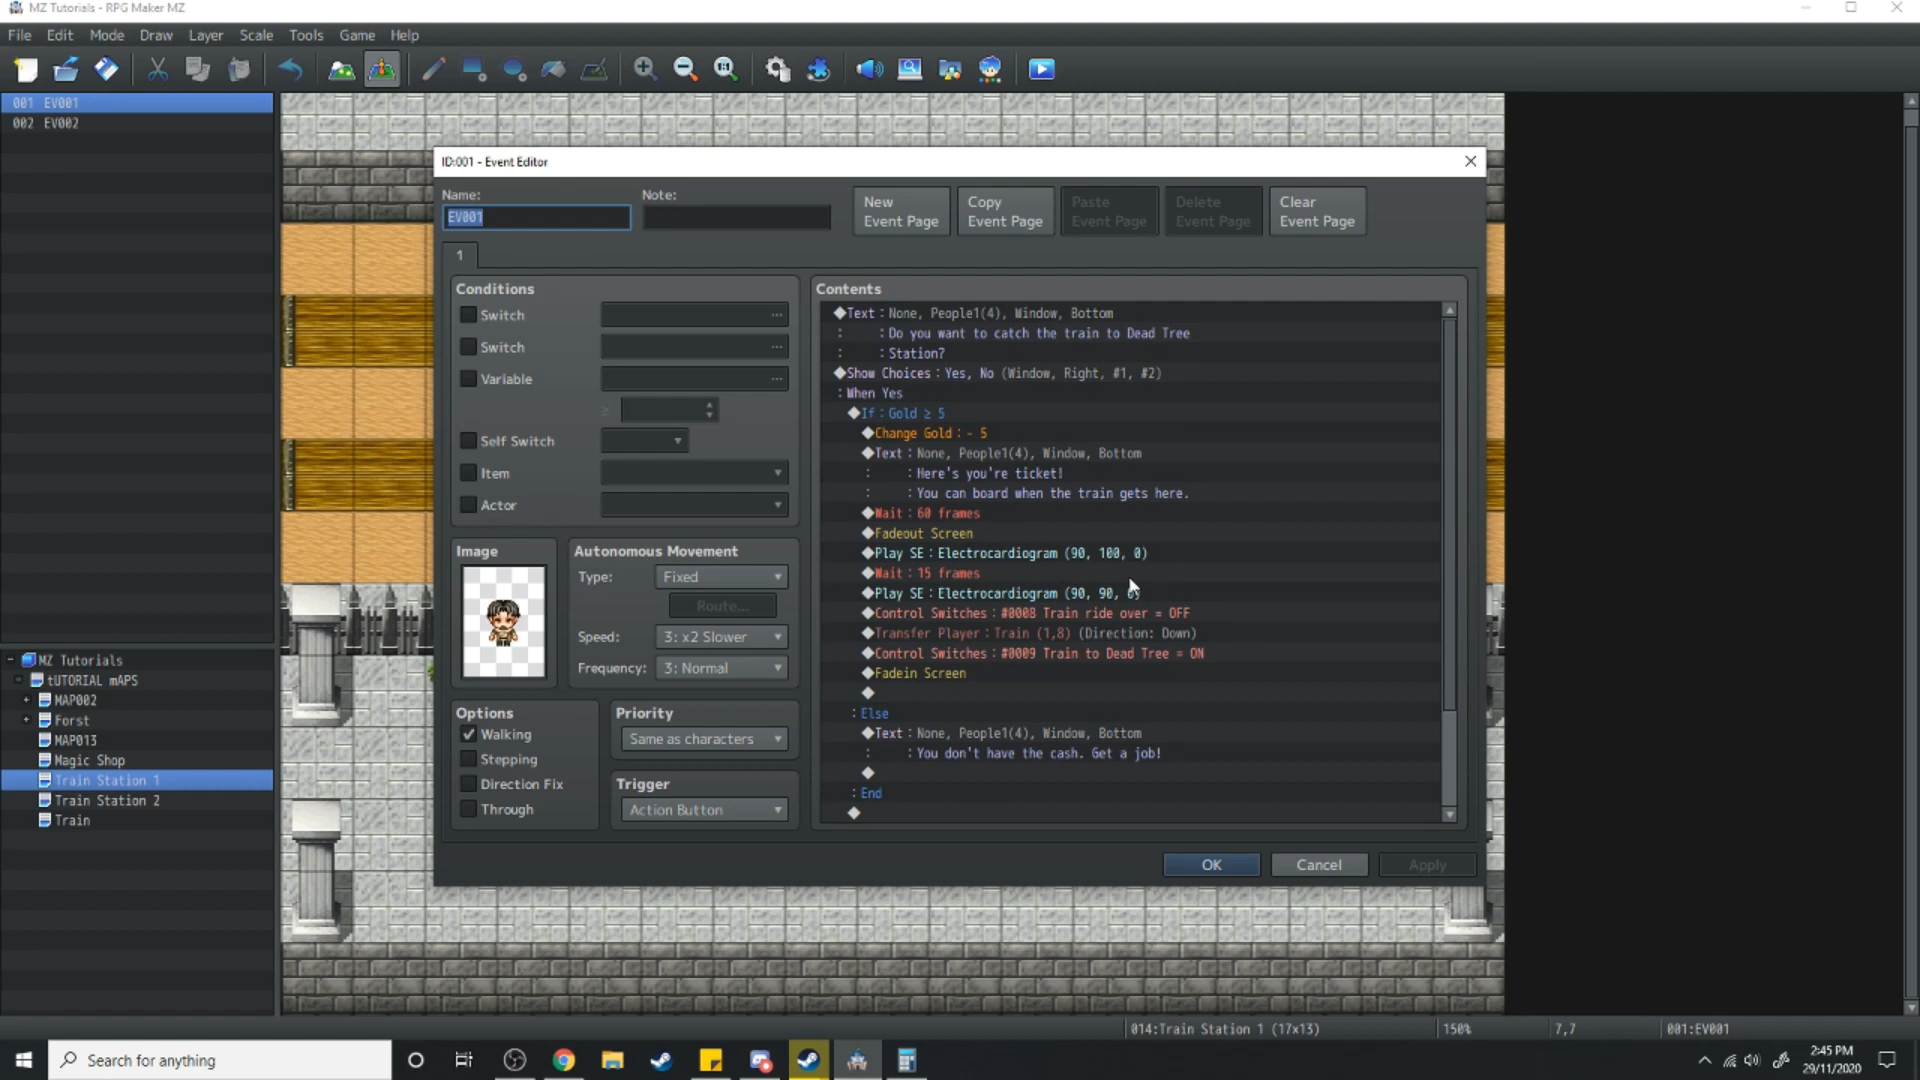 MZ Tutorials - RPG Maker MZ
File Edit Mode Draw Layer Scale Tools Game Help
001 EV001
002 EV002
ID:001 - Event Editor
Name:
Note:
EV001
New Event Page
Copy Event Page
Paste Event Page
Delete Event Page
Clear Event Page
1
Conditions
Switch
...
Switch
...
Variable
...
≥
Self Switch
Item
Actor
Image
Autonomous Movement
Type: Fixed
Route...
Speed: 3: x2 Slower
Frequency: 3: Normal
Options
Walking
Stepping
Direction Fix
Through
Priority
Same as characters
Trigger
Action Button
Contents
◆Text : None, People1(4), Window, Bottom
: : Do you want to catch the train to Dead Tree
: : Station?
◆Show Choices : Yes, No (Window, Right, #1, #2)
: When Yes
◆If : Gold ≥ 5
◆Change Gold : - 5
◆Text : None, People1(4), Window, Bottom
: : Here's you're ticket!
: : You can board when the train gets here.
◆Wait : 60 frames
◆Fadeout Screen
◆Play SE : Electrocardiogram (90, 100, 0)
◆Wait : 15 frames
◆Play SE : Electrocardiogram (90, 90, 0)
◆Control Switches : #0008 Train ride over = OFF
◆Transfer Player : Train (1,8) (Direction: Down)
◆Control Switches : #0009 Train to Dead Tree = ON
◆Fadein Screen
◆
: Else
◆Text : None, People1(4), Window, Bottom
: : You don't have the cash. Get a job!
◆
: End
◆
OK
Cancel
Apply
MZ Tutorials
tUTORIAL mAPS
MAP002
Forst
MAP013
Magic Shop
Train Station 1
Train Station 2
Train
014:Train Station 1 (17x13)
150%
7,7
001:EV001
Search for anything
2:45 PM
29/11/2020